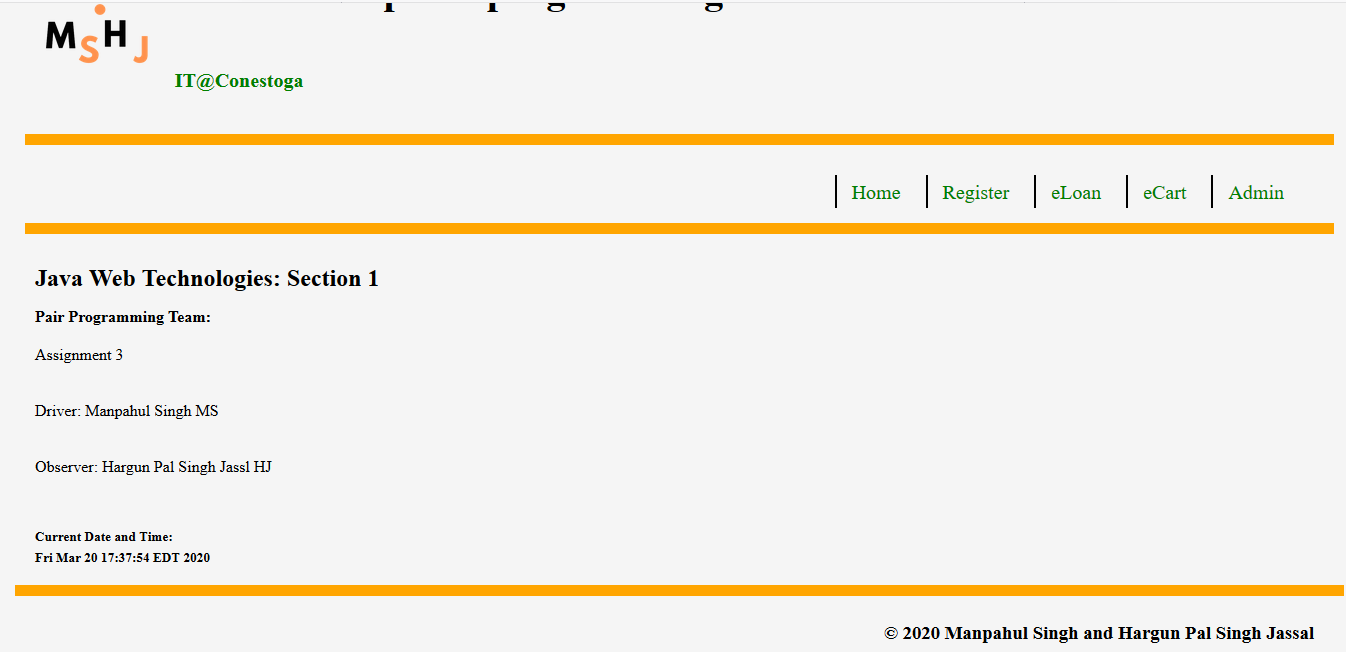 MSHJ
IT@Conestoga
Home Register eLoan eCart Admin
Java Web Technologies: Section 1
Pair Programming Team:
Assignment 3
Driver: Manpahul Singh MS
Observer: Hargun Pal Singh Jassl HJ
Current Date and Time:
Fri Mar 20 17:37:54 EDT 2020
© 2020 Manpahul Singh and Hargun Pal Singh Jassal